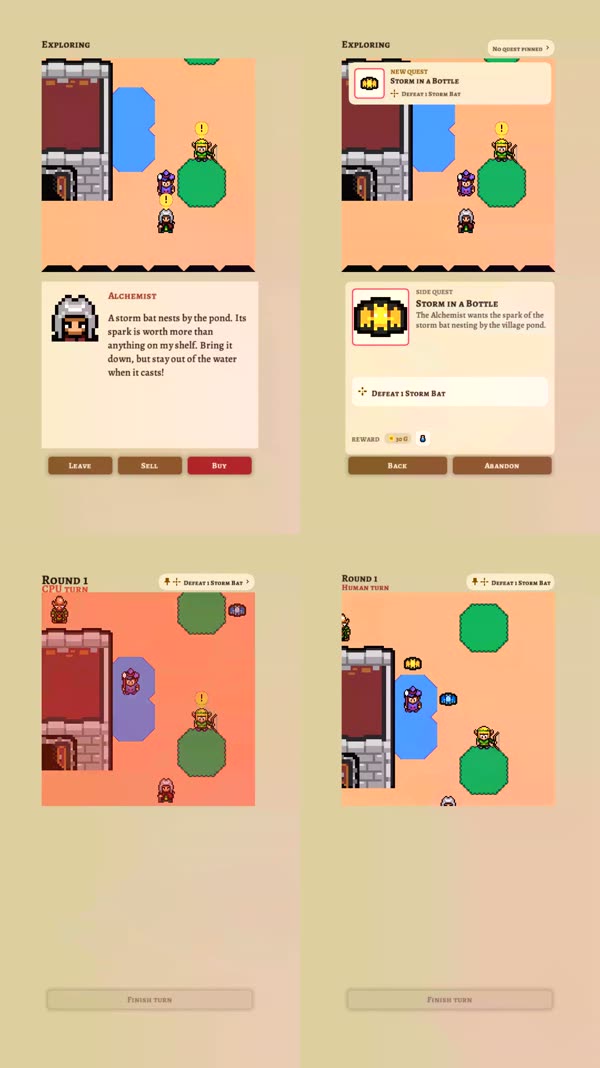 Exploring
!
!
Alchemist
A storm bat nests by the pond. Its
spark is worth more than
anything on my shelf. Bring it
down, but stay out of the water
when it casts!
Leave
Sell
Buy
Exploring
No quest pinned >
New quest
Storm in a Bottle
Defeat 1 Storm Bat
!
Side quest
Storm in a Bottle
The Alchemist wants the spark of the
storm bat nesting by the village pond.
Defeat 1 Storm Bat
Reward
30 G
Back
Abandon
Round 1
CPU turn
Defeat 1 Storm Bat >
!
Finish turn
Round 1
Human turn
Defeat 1 Storm Bat
Finish turn